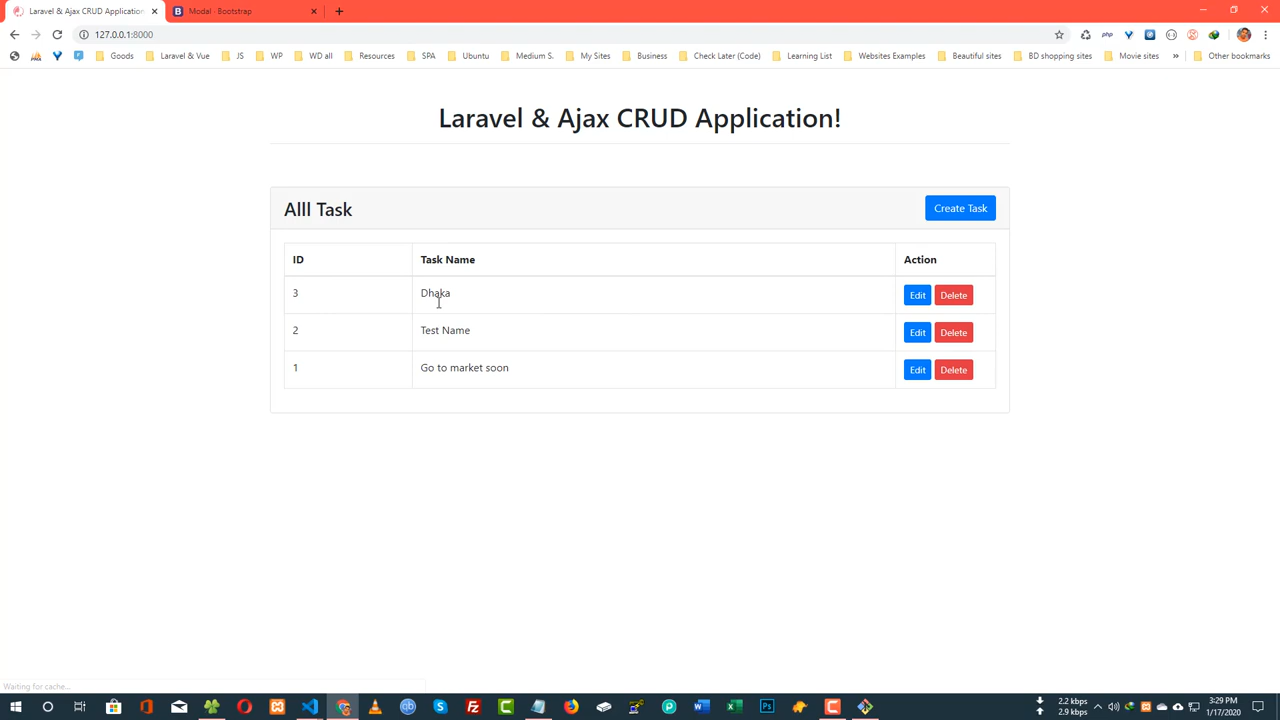 Laravel & Ajax CRUD Application
Modal · Bootstrap
127.0.0.1:8000
Goods
Laravel & Vue
JS
WP
WD all
Resources
SPA
Ubuntu
Medium S.
My Sites
Business
Check Later (Code)
Learning List
Websites Examples
Beautiful sites
BD shopping sites
Movie sites
Other bookmarks
Laravel & Ajax CRUD Application!
Alll Task
Create Task
ID Task Name Action
3 Dhaka Edit Delete
2 Test Name Edit Delete
1 Go to market soon Edit Delete
Waiting for cache...
2.2 kbps
2.9 kbps
3:29 PM
1/17/2020